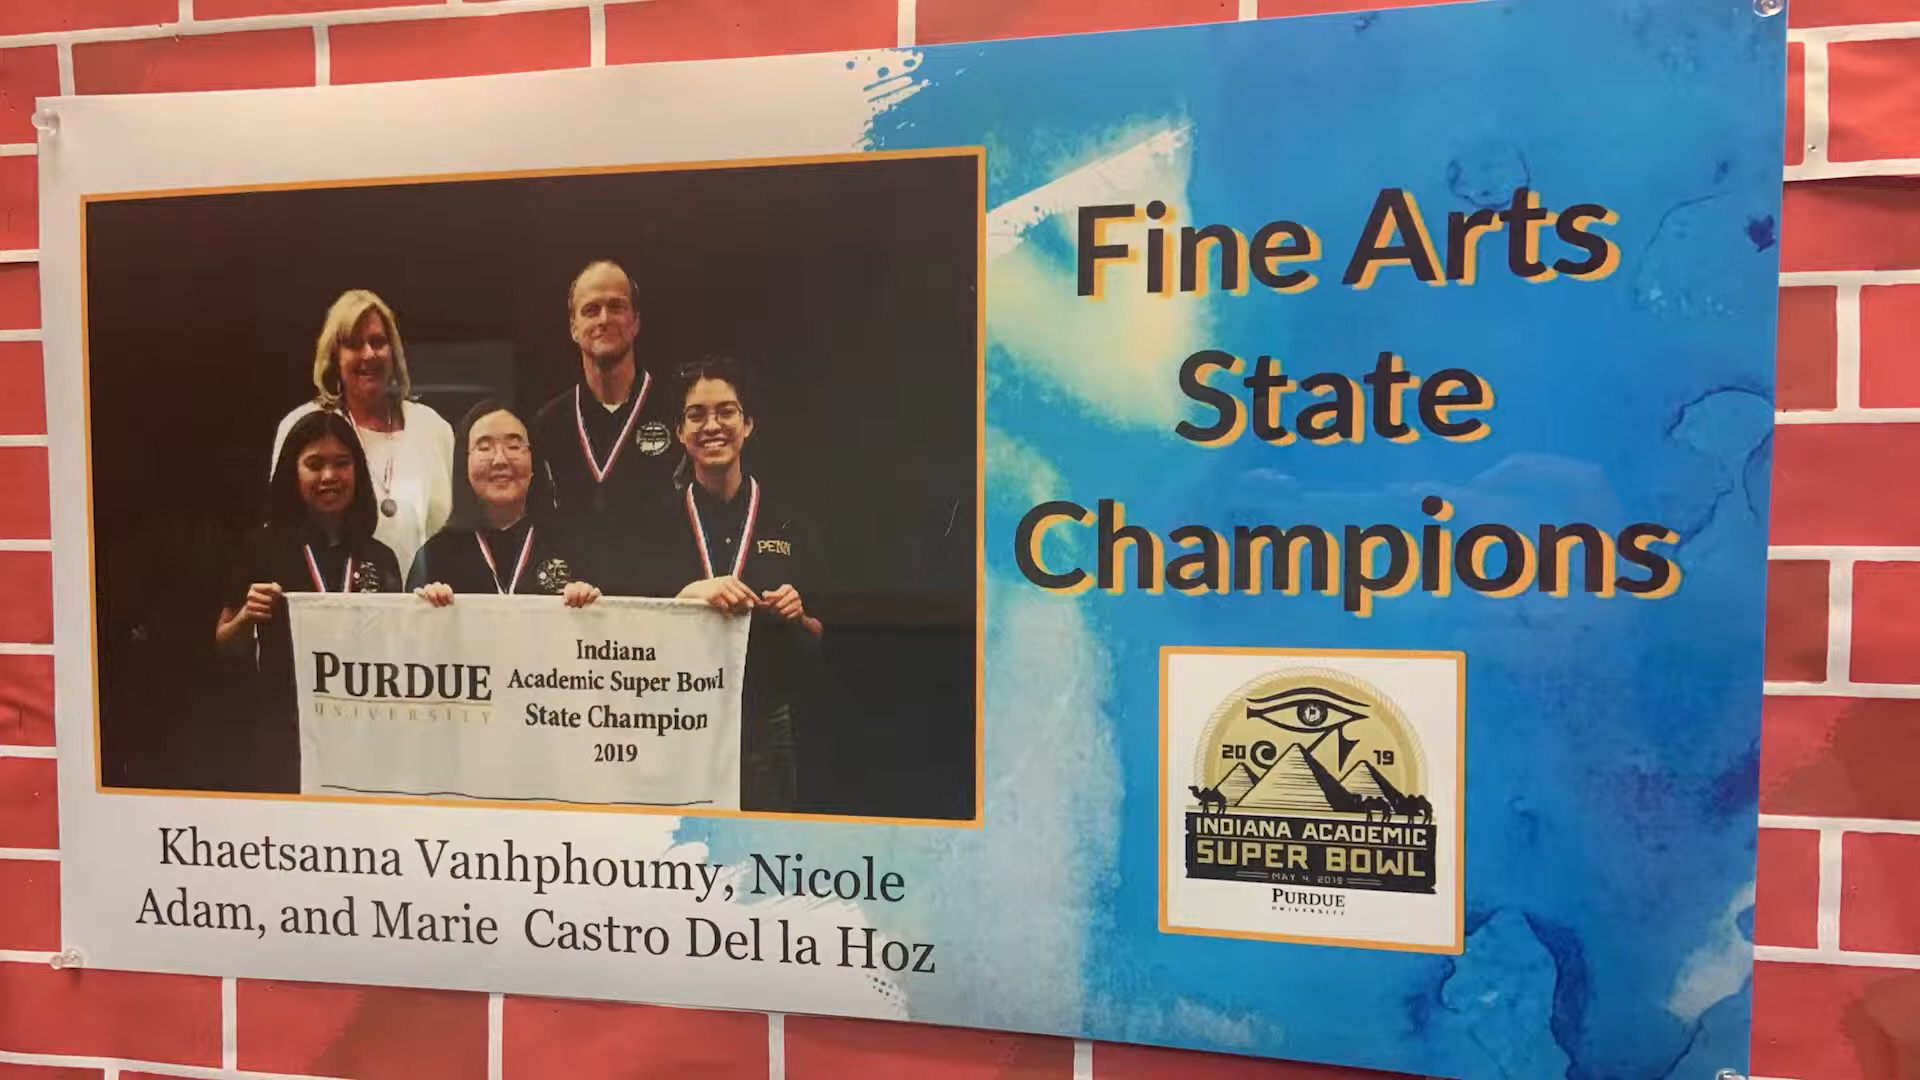 Fine Arts
State
Champions
PENN
PURDUE
UNIVERSITY
Indiana
Academic Super Bowl
State Champion
2019
Khaetsanna Vanhphoumy, Nicole
Adam, and Marie Castro Del la Hoz
20 19
INDIANA ACADEMIC
SUPER BOWL
MAY 4, 2019
PURDUE
UNIVERSITY